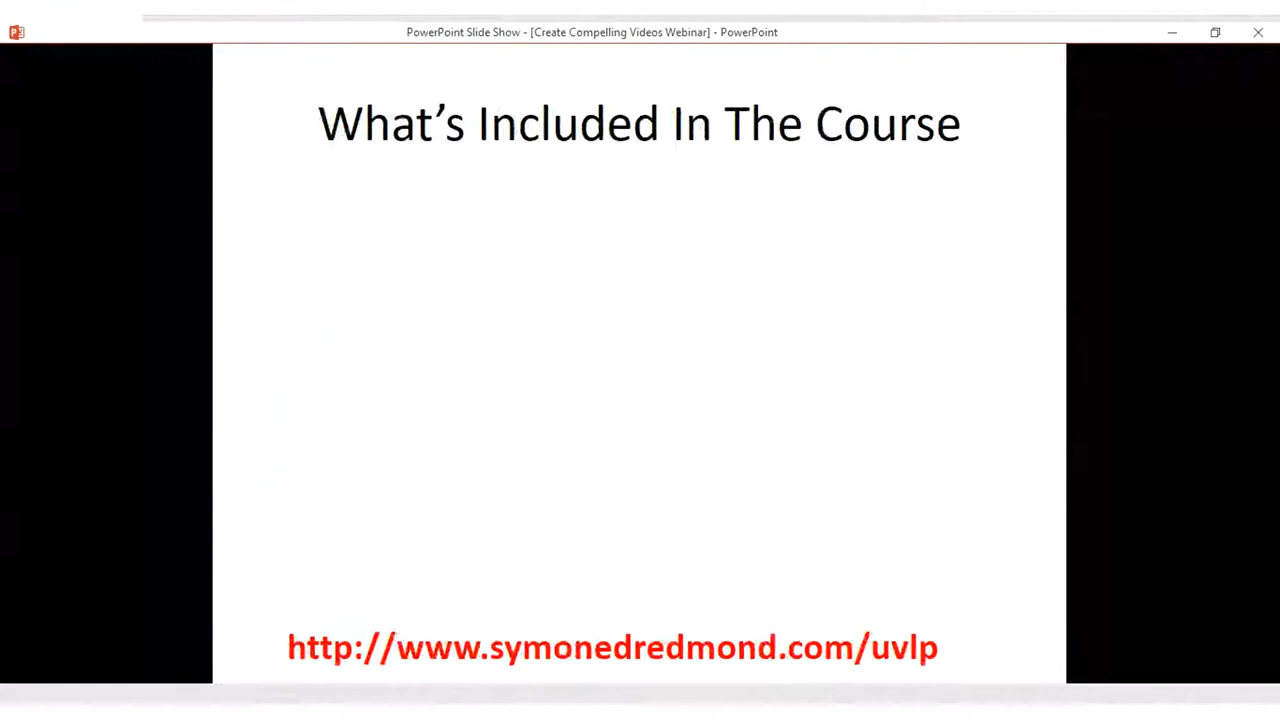 PowerPoint Slide Show - [Create Compelling Videos Webinar] - PowerPoint
What's Included In The Course
http://www.symonedredmond.com/uvlp